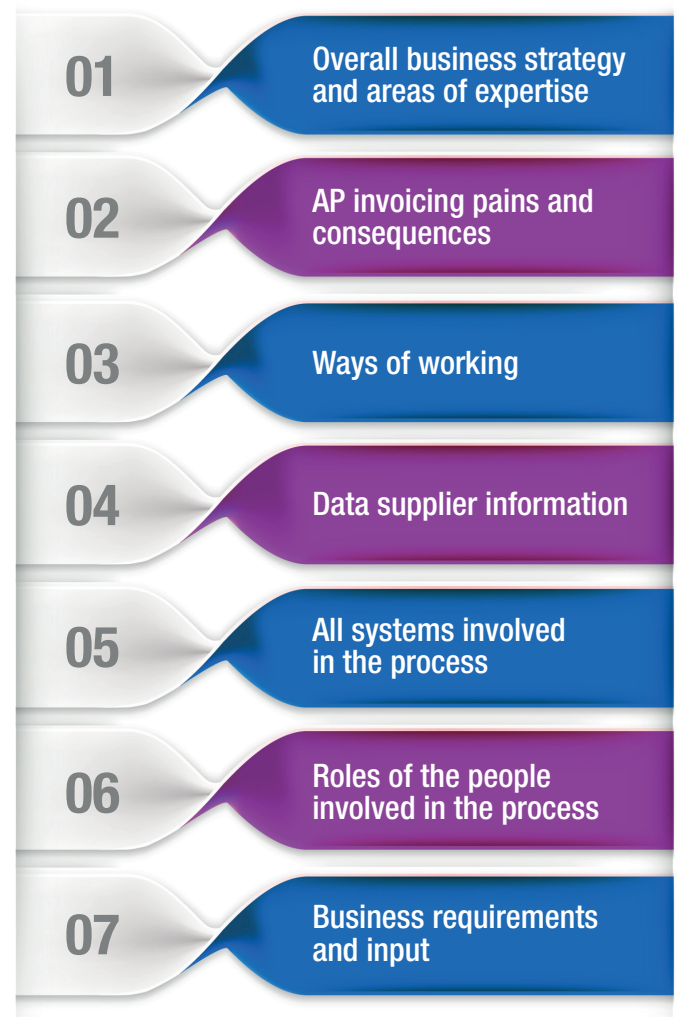 01
Overall business strategy
and areas of expertise
02
AP invoicing pains and
consequences
03
Ways of working
04
Data supplier information
05
All systems involved
in the process
06
Roles of the people
involved in the process
07
Business requirements
and input